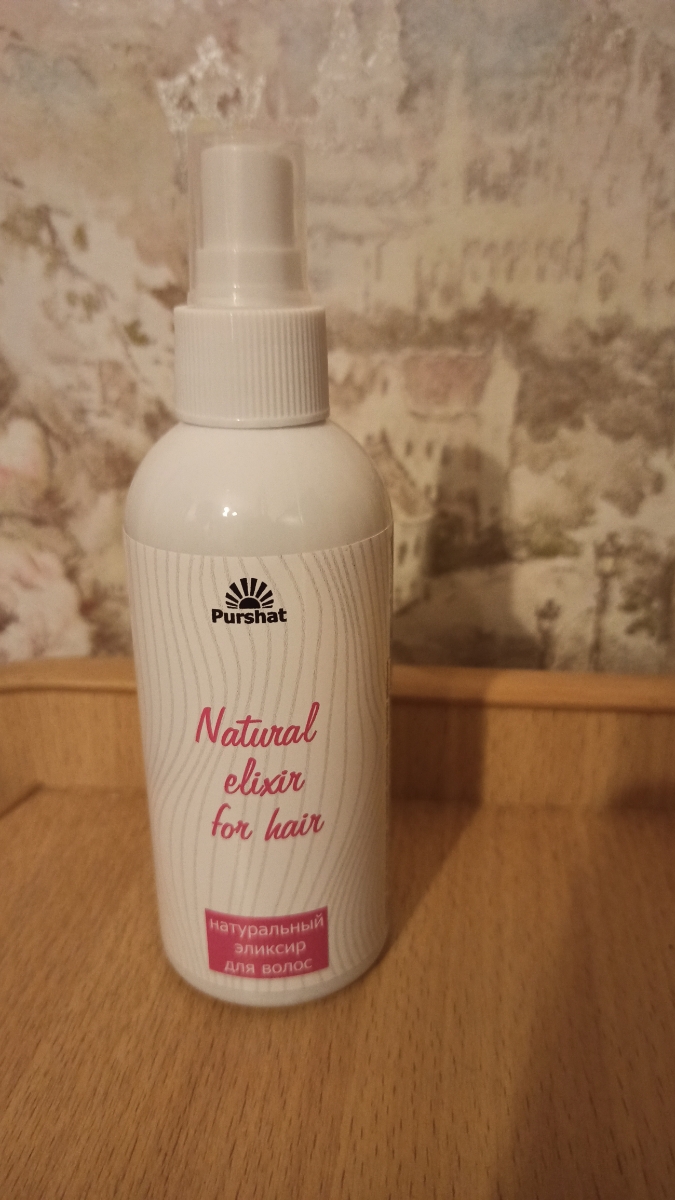 Purshat
Natural
elixir
for hair
натуральный
эликсир
для волос